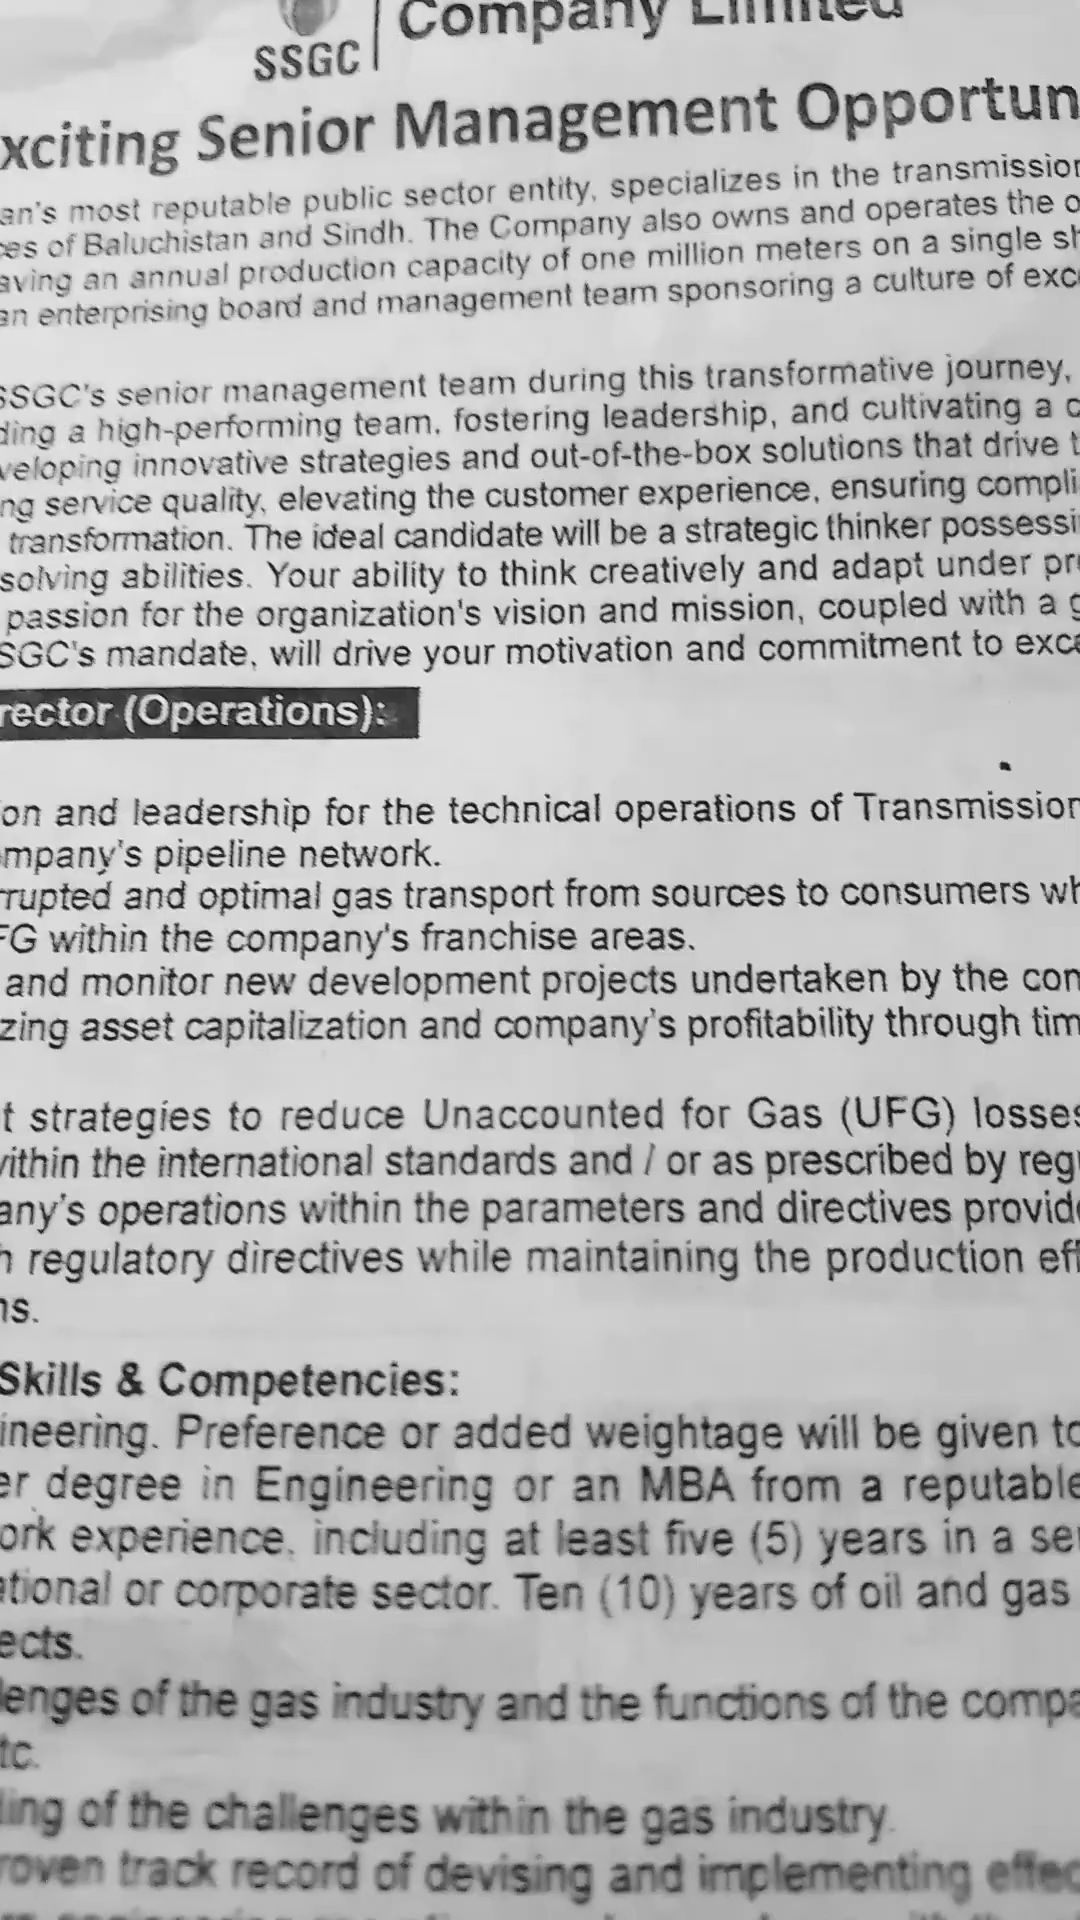 Company Limited
SSGC
xciting Senior Management Opportun
an's most reputable public sector entity, specializes in the transmission
ces of Baluchistan and Sindh. The Company also owns and operates the o
aving an annual production capacity of one million meters on a single sh
an enterprising board and management team sponsoring a culture of exc
SSGC's senior management team during this transformative journey,
ding a high-performing team, fostering leadership, and cultivating a c
veloping innovative strategies and out-of-the-box solutions that drive t
ng service quality, elevating the customer experience, ensuring compli
transformation. The ideal candidate will be a strategic thinker possessi
solving abilities. Your ability to think creatively and adapt under pre
passion for the organization's vision and mission, coupled with a g
SGC's mandate, will drive your motivation and commitment to exce
rector (Operations):
on and leadership for the technical operations of Transmission
ompany's pipeline network.
rrupted and optimal gas transport from sources to consumers wh
FG within the company's franchise areas.
and monitor new development projects undertaken by the com
zing asset capitalization and company's profitability through tim
t strategies to reduce Unaccounted for Gas (UFG) losses
within the international standards and / or as prescribed by reg
any's operations within the parameters and directives provide
h regulatory directives while maintaining the production eff
ns.
Skills & Competencies:
ineering. Preference or added weightage will be given to
er degree in Engineering or an MBA from a reputable
ork experience, including at least five (5) years in a se
ational or corporate sector. Ten (10) years of oil and gas
ects.
lenges of the gas industry and the functions of the compa
tc.
ling of the challenges within the gas industry.
roven track record of devising and implementing effec